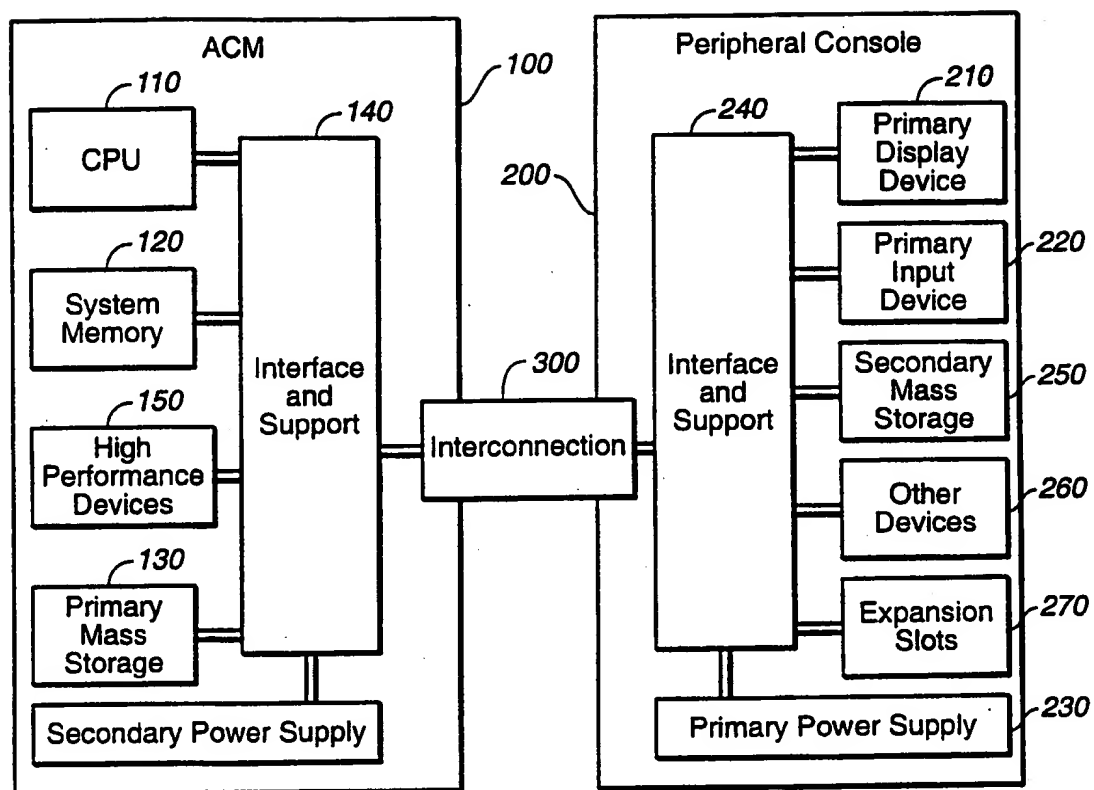 ACM
100
110
CPU
140
120
System
Memory
150
High
Performance
Devices
130
Primary
Mass
Storage
Interface
and
Support
Secondary Power Supply
300
Interconnection
Peripheral Console
200
240
Interface
and
Support
210
Primary
Display
Device
Primary
Input
Device
220
Secondary
Mass
Storage
250
Other
Devices
260
Expansion
Slots
270
Primary Power Supply
230